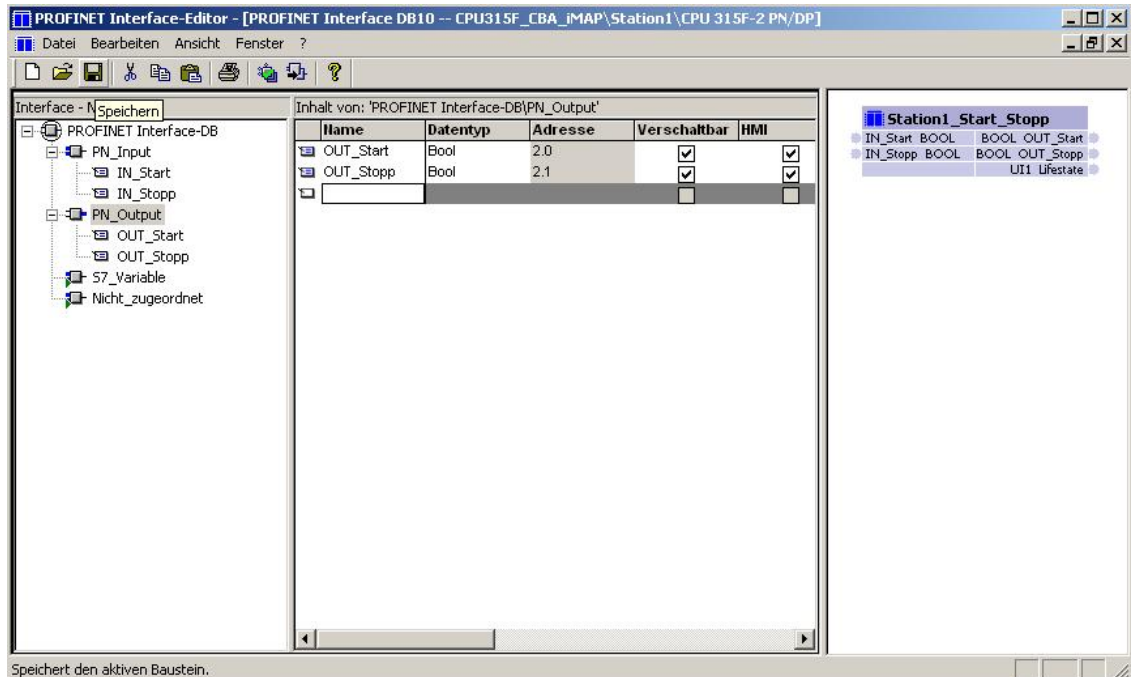 PROFINET Interface-Editor - [PROFINET Interface DB10 -- CPU315F_CBA_iMAP\Station1\CPU 315F-2 PN/DP]
Datei Bearbeiten Ansicht Fenster ?
Interface - N
Speichern
PROFINET Interface-DB
PN_Input
IN_Start
IN_Stopp
PN_Output
OUT_Start
OUT_Stopp
S7_Variable
Nicht_zugeordnet
Inhalt von: 'PROFINET Interface-DB\PN_Output'
Name Datentyp Adresse Verschaltbar HMI
OUT_Start Bool 2.0
OUT_Stopp Bool 2.1
Station1_Start_Stopp
IN_Start BOOL BOOL OUT_Start
IN_Stopp BOOL BOOL OUT_Stopp
UI1 Lifestate
Speichert den aktiven Baustein.